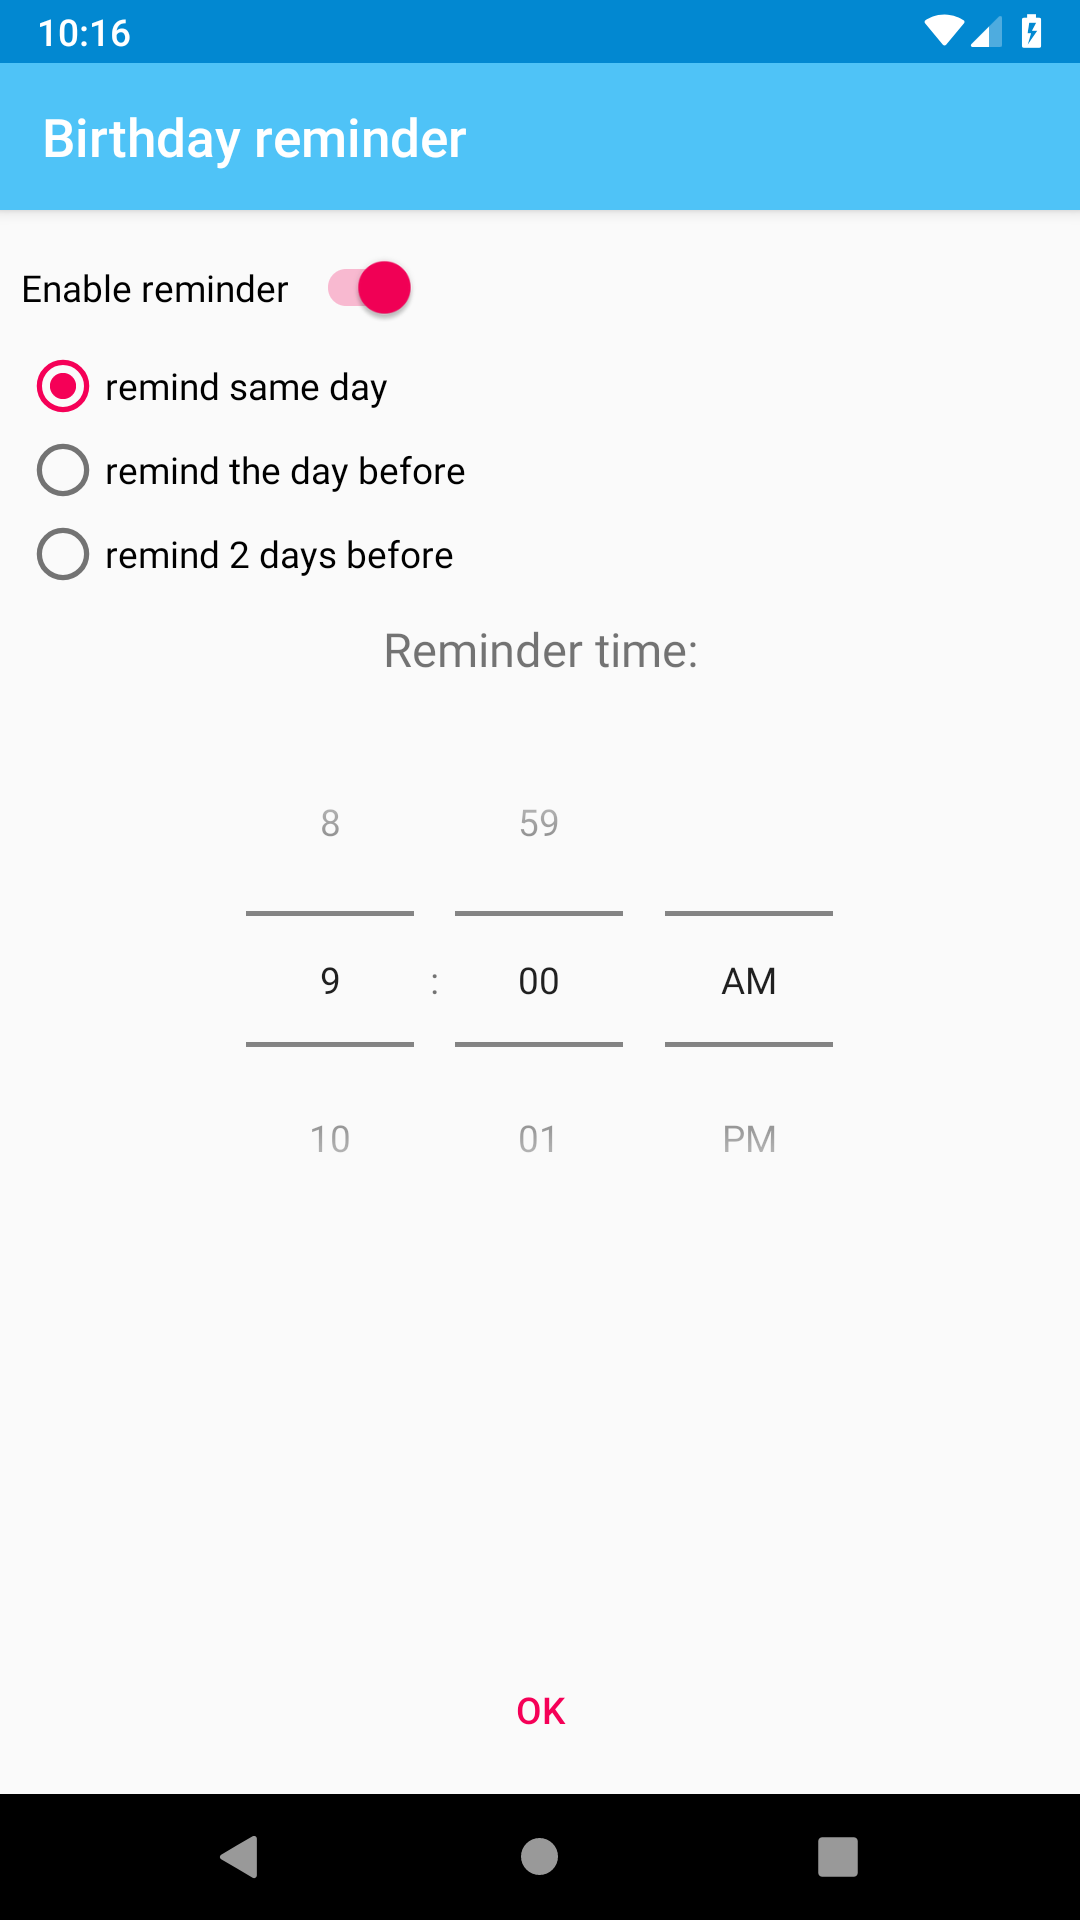 10:16
Birthday reminder
Enable reminder
remind same day
remind the day before
remind 2 days before
Reminder time:
8 59
9 : 00 AM
10 01 PM
OK